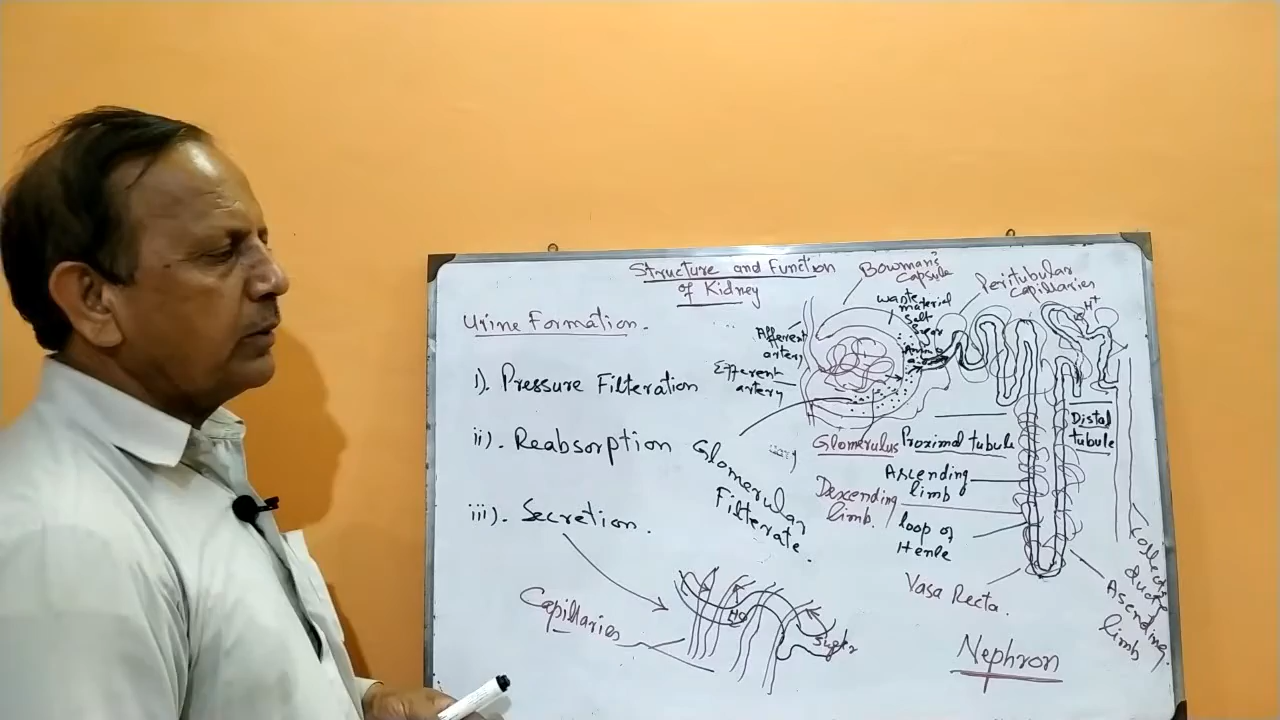 Structure and Function
of Kidney
Urine Formation.
i). Pressure Filteration
ii). Reabsorption
iii). Secretion.
Capillaries
Sugar
Bowman's
Capsule
waste
material
salt
sugar
Peritubular
Capillaries
H+
Afferent
artery
Efferent
artery
Glomerulus
Proximal tubule
Distal
tubule
Glomerular
Filterate.
Ascending
limb
Descending
limb.
loop of
Henle
Vasa Recta.
Ascending
limb
Nephron